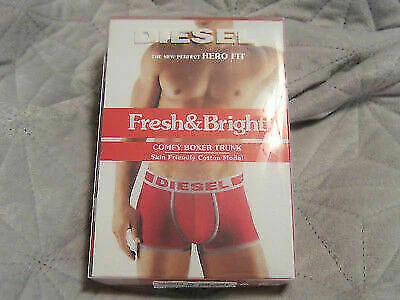 DIESEL
THE NEW PERFECT HERO FIT
Fresh&Bright
COMFY BOXER TRUNK
Skin Friendly Cotton Modal
DIESEL